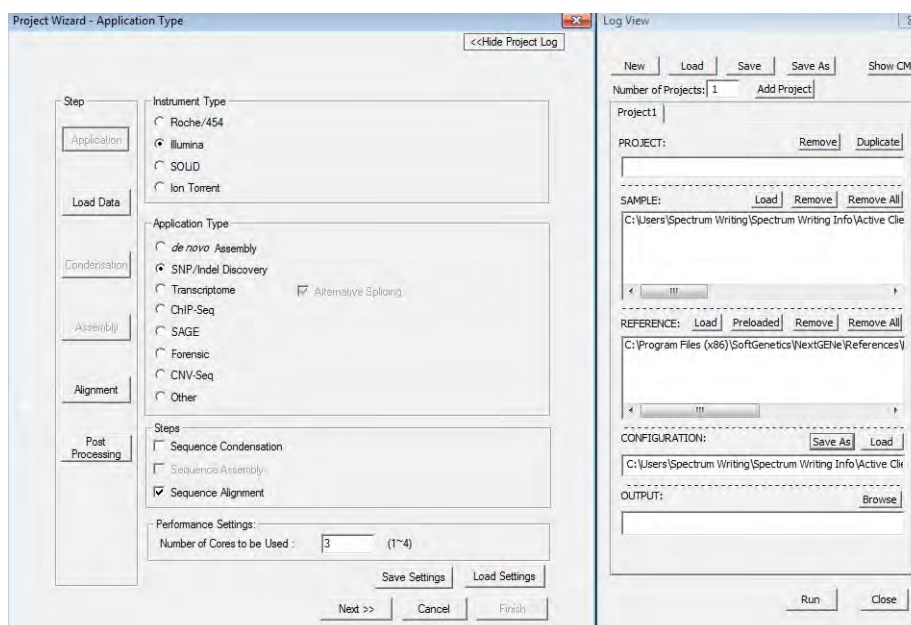 Project Wizard - Application Type
<<Hide Project Log
Step
Application
Load Data
Condensation
Assembly
Alignment
Post
Processing
Instrument Type
Roche/454
Illumina
SOLiD
Ion Torrent
Application Type
de novo Assembly
SNP/Indel Discovery
Transcriptome
Alternative Splicing
ChIP-Seq
SAGE
Forensic
CNV-Seq
Other
Steps
Sequence Condensation
Sequence Assembly
Sequence Alignment
Performance Settings:
Number of Cores to be Used : 3 (1~4)
Save Settings Load Settings
Next >> Cancel Finish
Log View
New Load Save Save As Show CM
Number of Projects: 1 Add Project
Project1
PROJECT: Remove Duplicate
SAMPLE: Load Remove Remove All
C:\Users\Spectrum Writing\Spectrum Writing Info\Active Clie
REFERENCE: Load Preloaded Remove Remove All
C:\Program Files (x86)\SoftGenetics\NextGENe\References\
CONFIGURATION: Save As Load
C:\Users\Spectrum Writing\Spectrum Writing Info\Active Clie
OUTPUT: Browse
Run Close